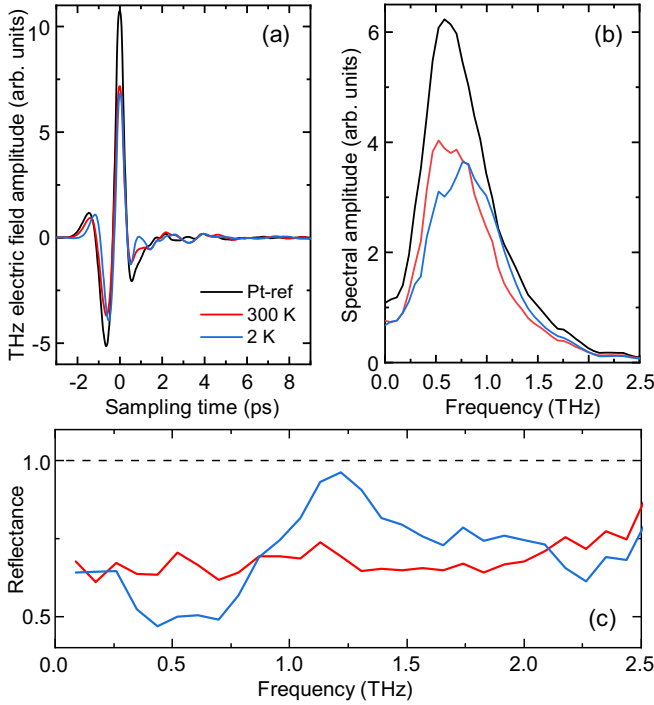 THz electric field amplitude (arb. units)
10
5
0
-5
(a)
Pt-ref
300 K
2 K
-2 0 2 4 6 8
Sampling time (ps)
Spectral amplitude (arb. units)
6
4
2
0
(b)
0.0 0.5 1.0 1.5 2.0 2.5
Frequency (THz)
Reflectance
1.0
0.5
(c)
0.0 0.5 1.0 1.5 2.0 2.5
Frequency (THz)